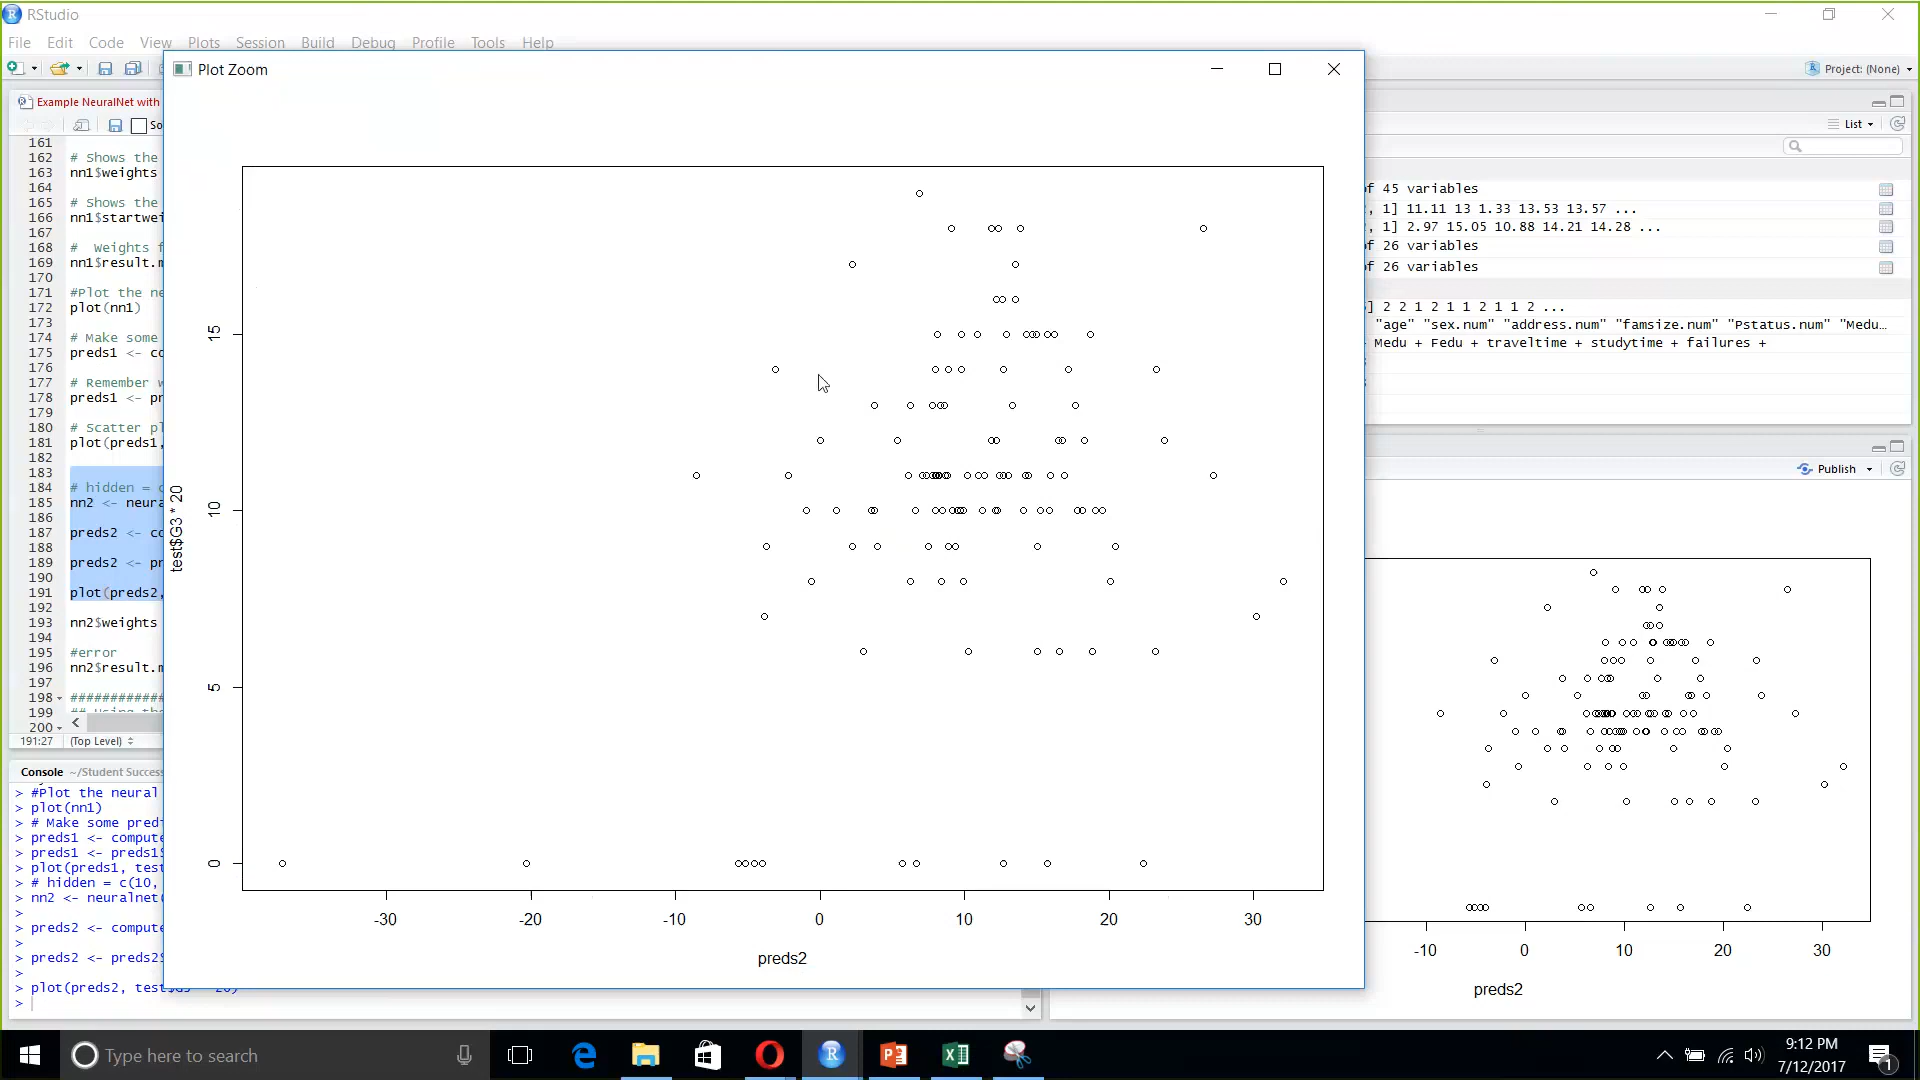 RStudio
File Edit Code View Plots Session Build Debug Profile Tools Help
Project: (None)
Plot Zoom
Example NeuralNet with
So
List
161
162 # Shows the
163 nn1$weights
164
165 # Shows the
166 nn1$startwei
167
168 # Weights f
169 nn1$result.m
170
171 #Plot the ne
172 plot(nn1)
173
174 # Make some
175 preds1 <- co
176
177 # Remember w
178 preds1 <- pr
179
180 # Scatter pl
181 plot(preds1,
182
183
184 # hidden = c
185 nn2 <- neura
186
187 preds2 <- co
188
189 preds2 <- pr
190
191 plot(preds2,
192
193 nn2$weights
194
195 #error
196 nn2$result.m
197
198 #############
199 ## Using the
200
191:27 (Top Level)
Console ~/Student Success
#Plot the neural
> plot(nn1)
> # Make some pred
> preds1 <- compute
> preds1 <- preds1$
> plot(preds1, test
> # hidden = c(10,
> nn2 <- neuralnet(
>
> preds2 <- compute
>
> preds2 <- preds2$
>
> plot(preds2, test$G3 * 20)
>
test$G3 * 20
15
10
5
0
-30 -20 -10 0 10 20 30
preds2
of 45 variables
, 1] 11.11 13 1.33 13.53 13.57 ...
, 1] 2.97 15.05 10.88 14.21 14.28 ...
of 26 variables
of 26 variables
] 2 2 1 2 1 1 2 1 1 2 ...
"age" "sex.num" "address.num" "famsize.num" "Pstatus.num" "Medu…
Medu + Fedu + traveltime + studytime + failures +
Publish
-10 0 10 20 30
preds2
Type here to search
9:12 PM
7/12/2017
1